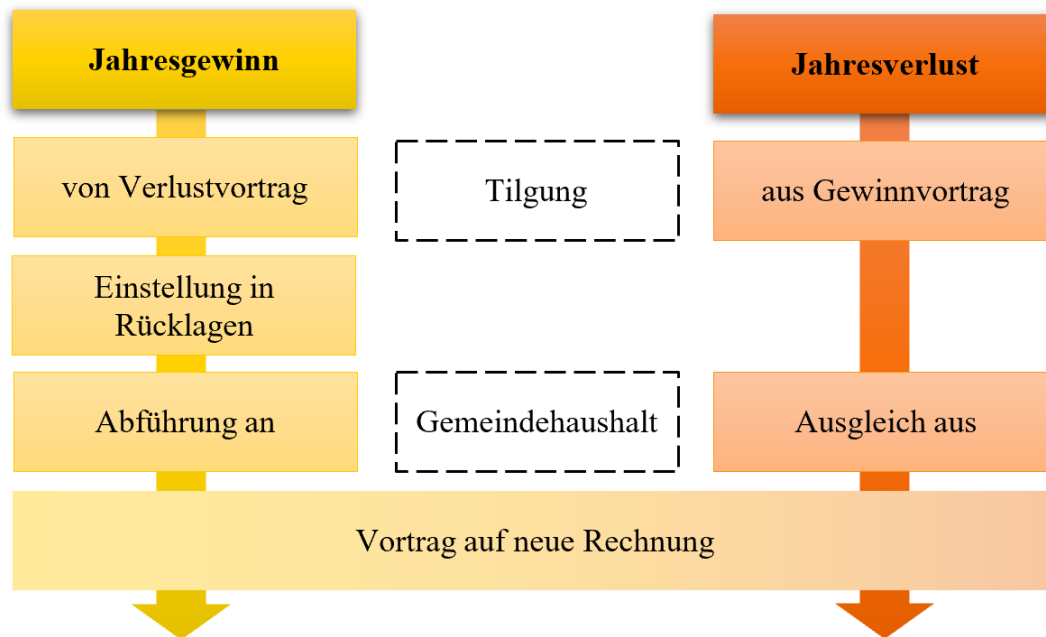 Jahresgewinn
Jahresverlust
von Verlustvortrag
Tilgung
aus Gewinnvortrag
Einstellung in
Rücklagen
Abführung an
Gemeindehaushalt
Ausgleich aus
Vortrag auf neue Rechnung